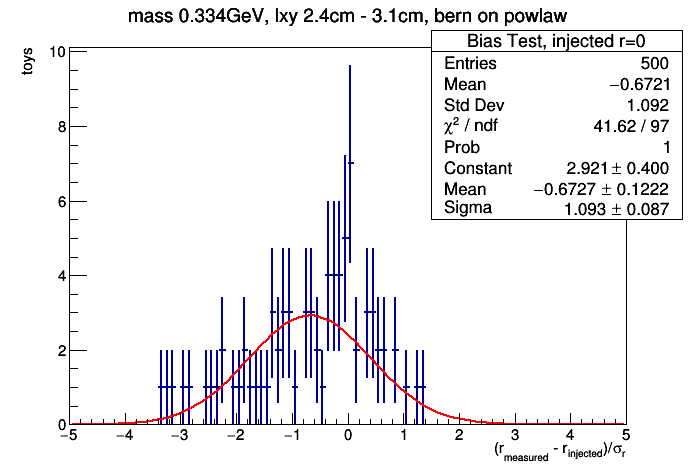 mass 0.334GeV, lxy 2.4cm - 3.1cm, bern on powlaw
Bias Test, injected r=0
Entries 500
Mean −0.6721
Std Dev 1.092
χ² / ndf 41.62 / 97
Prob 1
Constant 2.921 ± 0.400
Mean −0.6727 ± 0.1222
Sigma 1.093 ± 0.087
toys
10
8
6
4
2
0
−5 −4 −3 −2 −1 0 1 2 3 4 5
(r_measured - r_injected)/σ_r